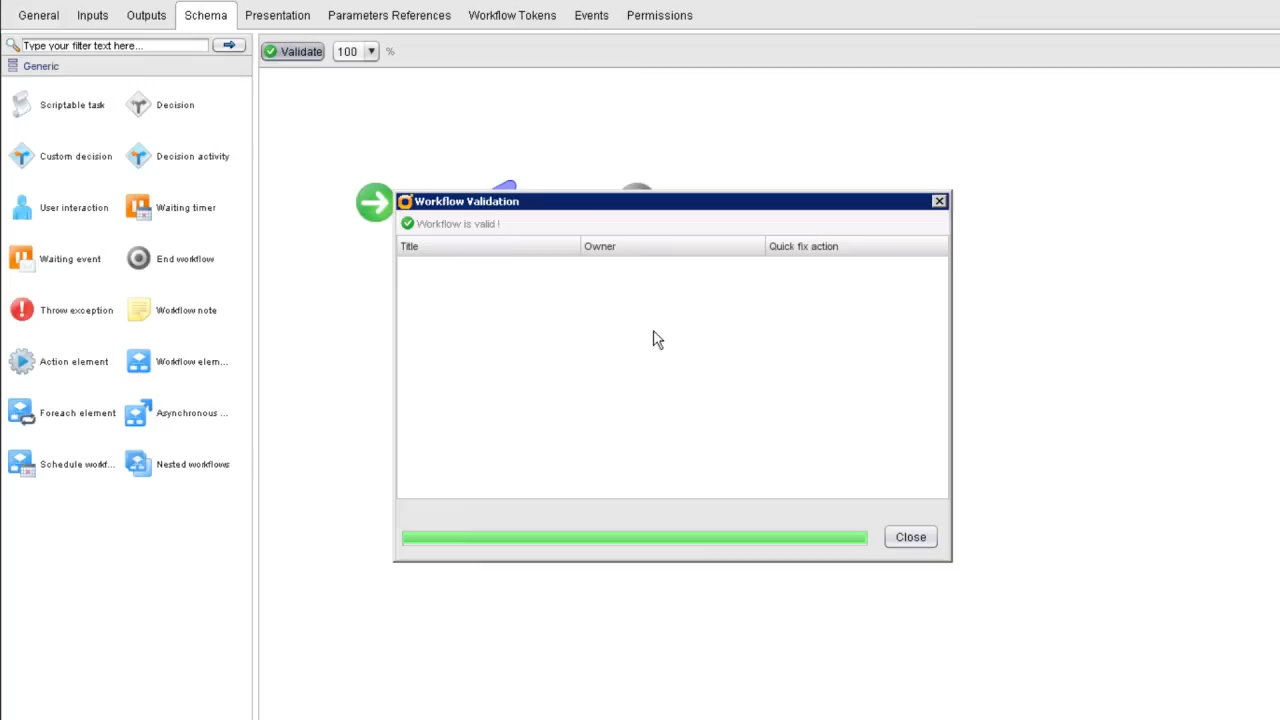 General Inputs Outputs Schema Presentation Parameters References Workflow Tokens Events Permissions
Type your filter text here...
Validate 100 %
Generic
Scriptable task Decision
Custom decision Decision activity
User interaction Waiting timer
Waiting event End workflow
Throw exception Workflow note
Action element Workflow elem...
Foreach element Asynchronous ...
Schedule workf... Nested workflows
Workflow Validation
Workflow is valid !
Title Owner Quick fix action
Close